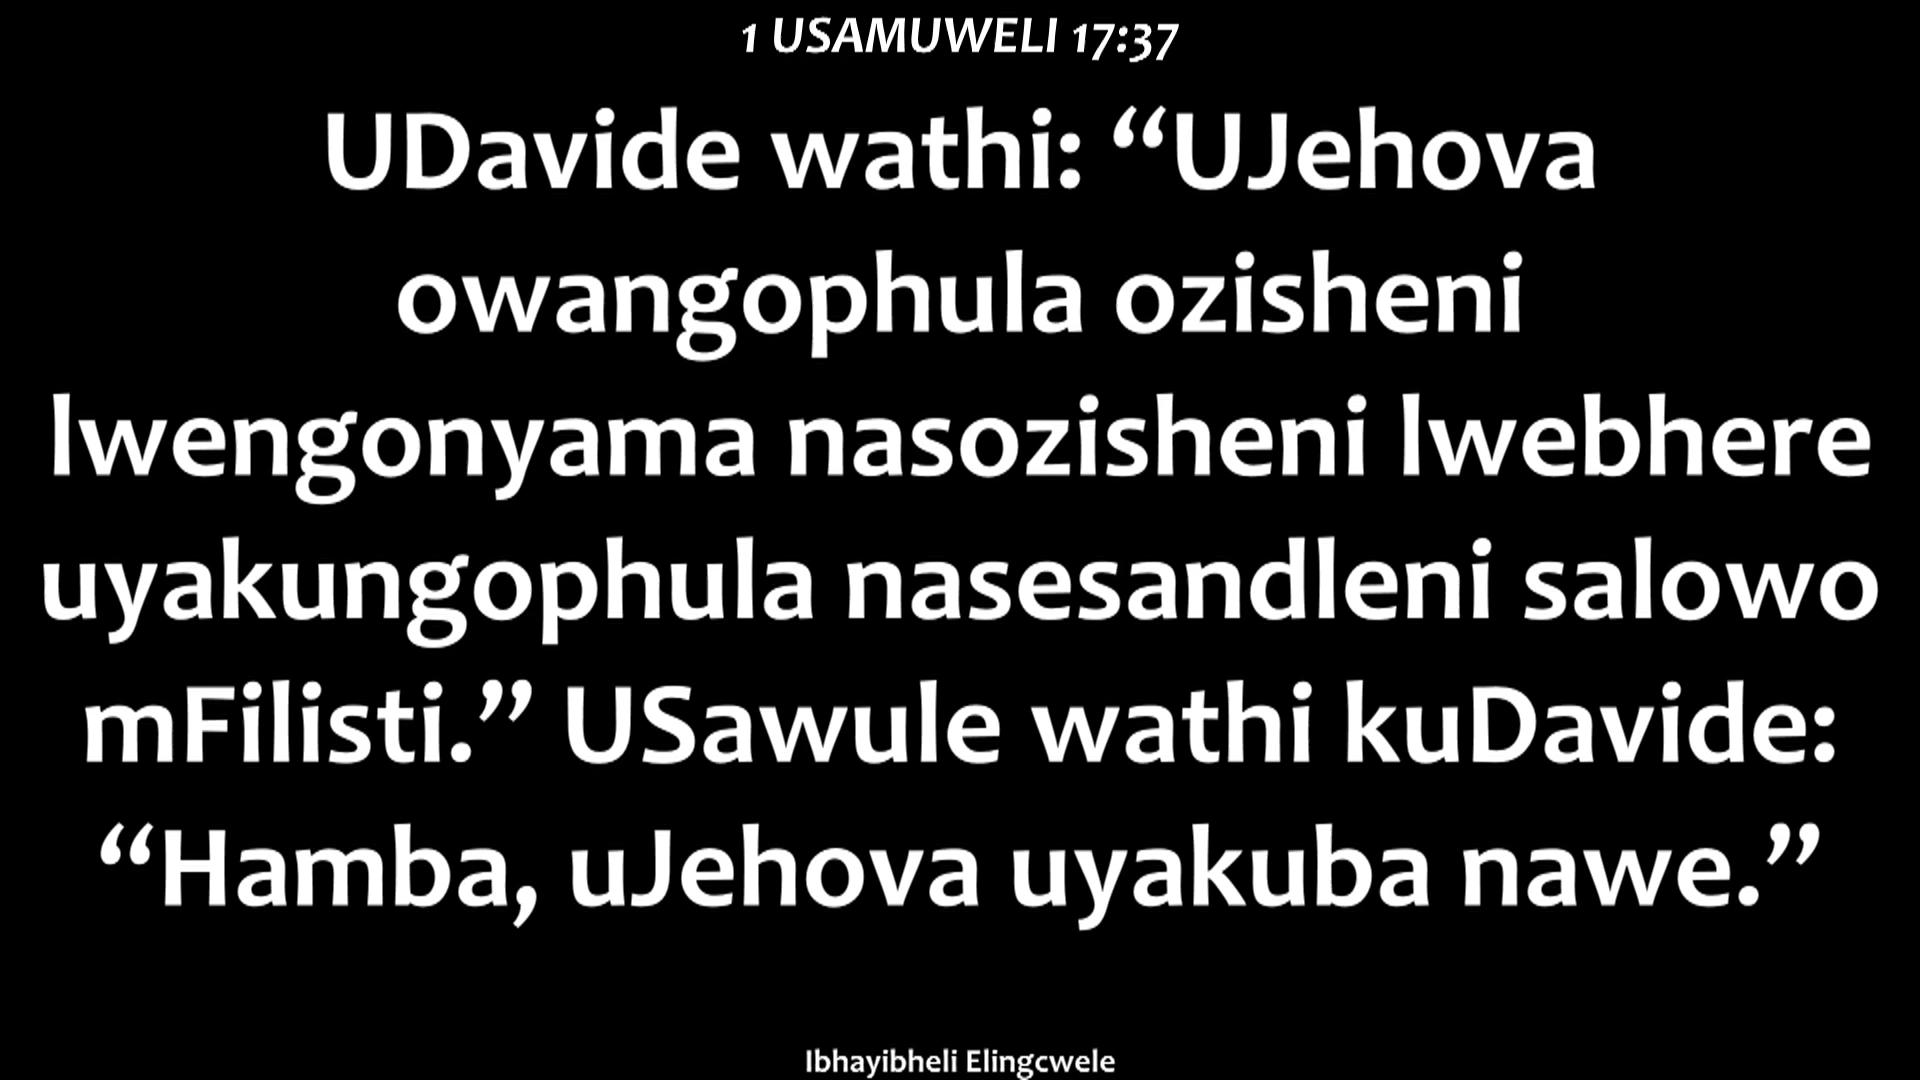 1 USAMUWELI 17:37
UDavide wathi: “UJehova
owangophula ozisheni
lwengonyama nasozisheni lwebhere
uyakungophula nasesandleni salowo
mFilisti.” USawule wathi kuDavide:
“Hamba, uJehova uyakuba nawe.”
Ibhayibheli Elingcwele